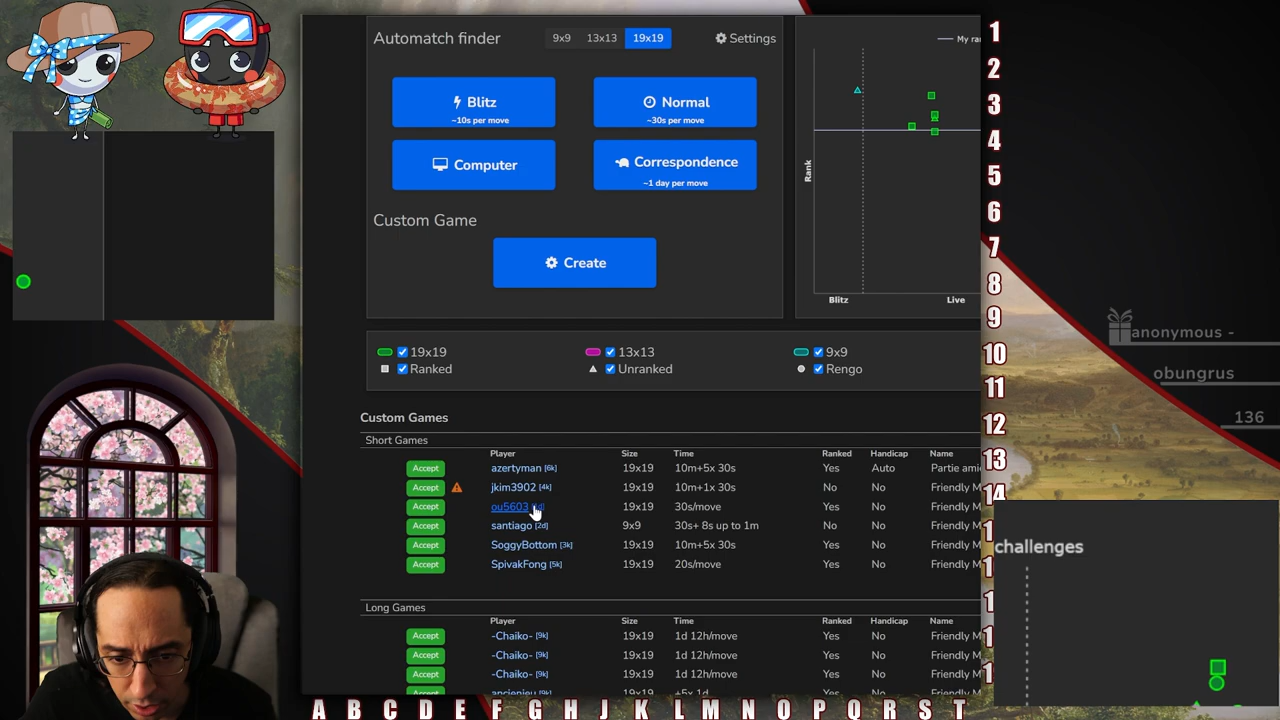 Automatch finder 9x9 13x13 19x19 Settings
My ra
Blitz
~10s per move
Normal
~30s per move
Computer
Correspondence
~1 day per move
Custom Game
Create
Rank
Blitz Live
19x19 13x13 9x9
Ranked Unranked Rengo
Custom Games
Short Games
Player Size Time Ranked Handicap Name
Accept azertyman [6k] 19x19 10m+5x 30s Yes Auto Partie ami
Accept jkim3902 [4k] 19x19 10m+1x 30s No No Friendly M
Accept ou5603 19x19 30s/move Yes No Friendly M
Accept santiago [2d] 9x9 30s+ 8s up to 1m No No Friendly M
Accept SoggyBottom [3k] 19x19 10m+5x 30s Yes No Friendly M
Accept SpivakFong [5k] 19x19 20s/move Yes No Friendly M
Long Games
Player Size Time Ranked Handicap Name
Accept -Chaiko- [9k] 19x19 1d 12h/move Yes No Friendly M
Accept -Chaiko- [9k] 19x19 1d 12h/move Yes No Friendly M
Accept -Chaiko- [9k] 19x19 1d 12h/move Yes No Friendly M
1
2
3
4
5
6
7
8
9
10
11
12
13
14
1
1
1
1
1
A B C D E F G H J K L M N O P Q R S T
anonymous -
obungrus
136
challenges